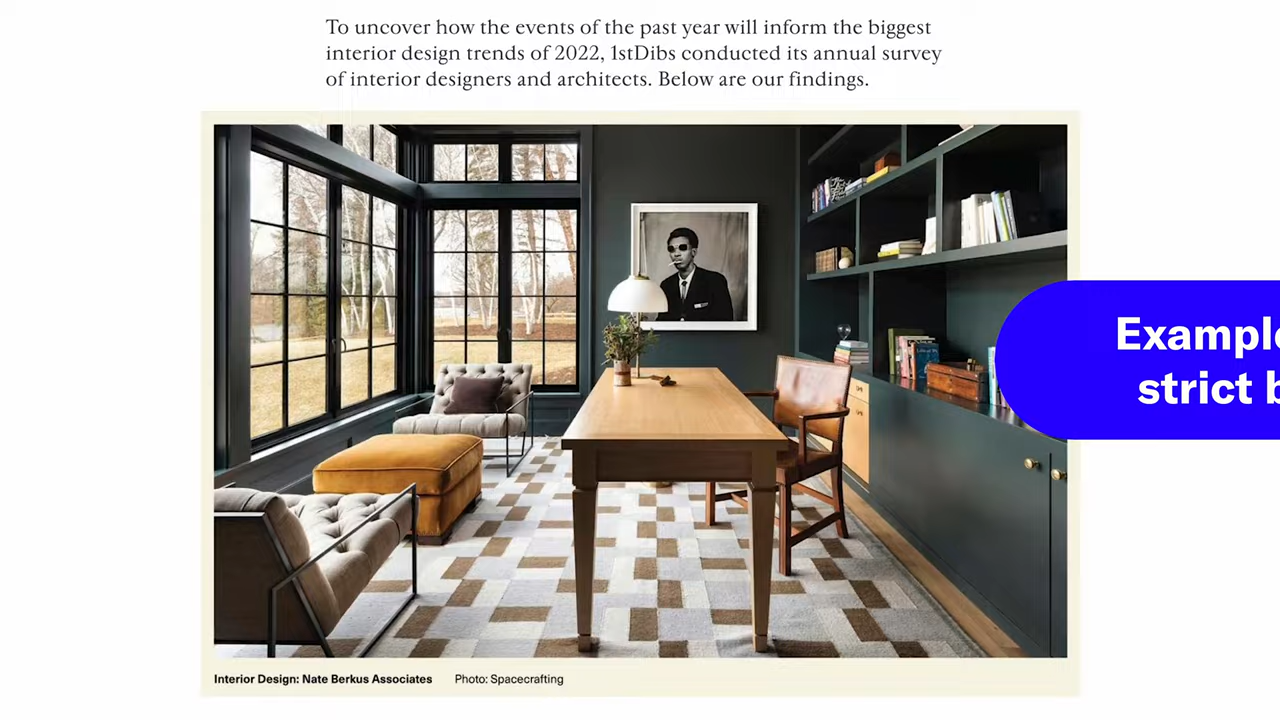 To uncover how the events of the past year will inform the biggest
interior design trends of 2022, 1stDibs conducted its annual survey
of interior designers and architects. Below are our findings.
Example
strict b
Interior Design: Nate Berkus Associates Photo: Spacecrafting